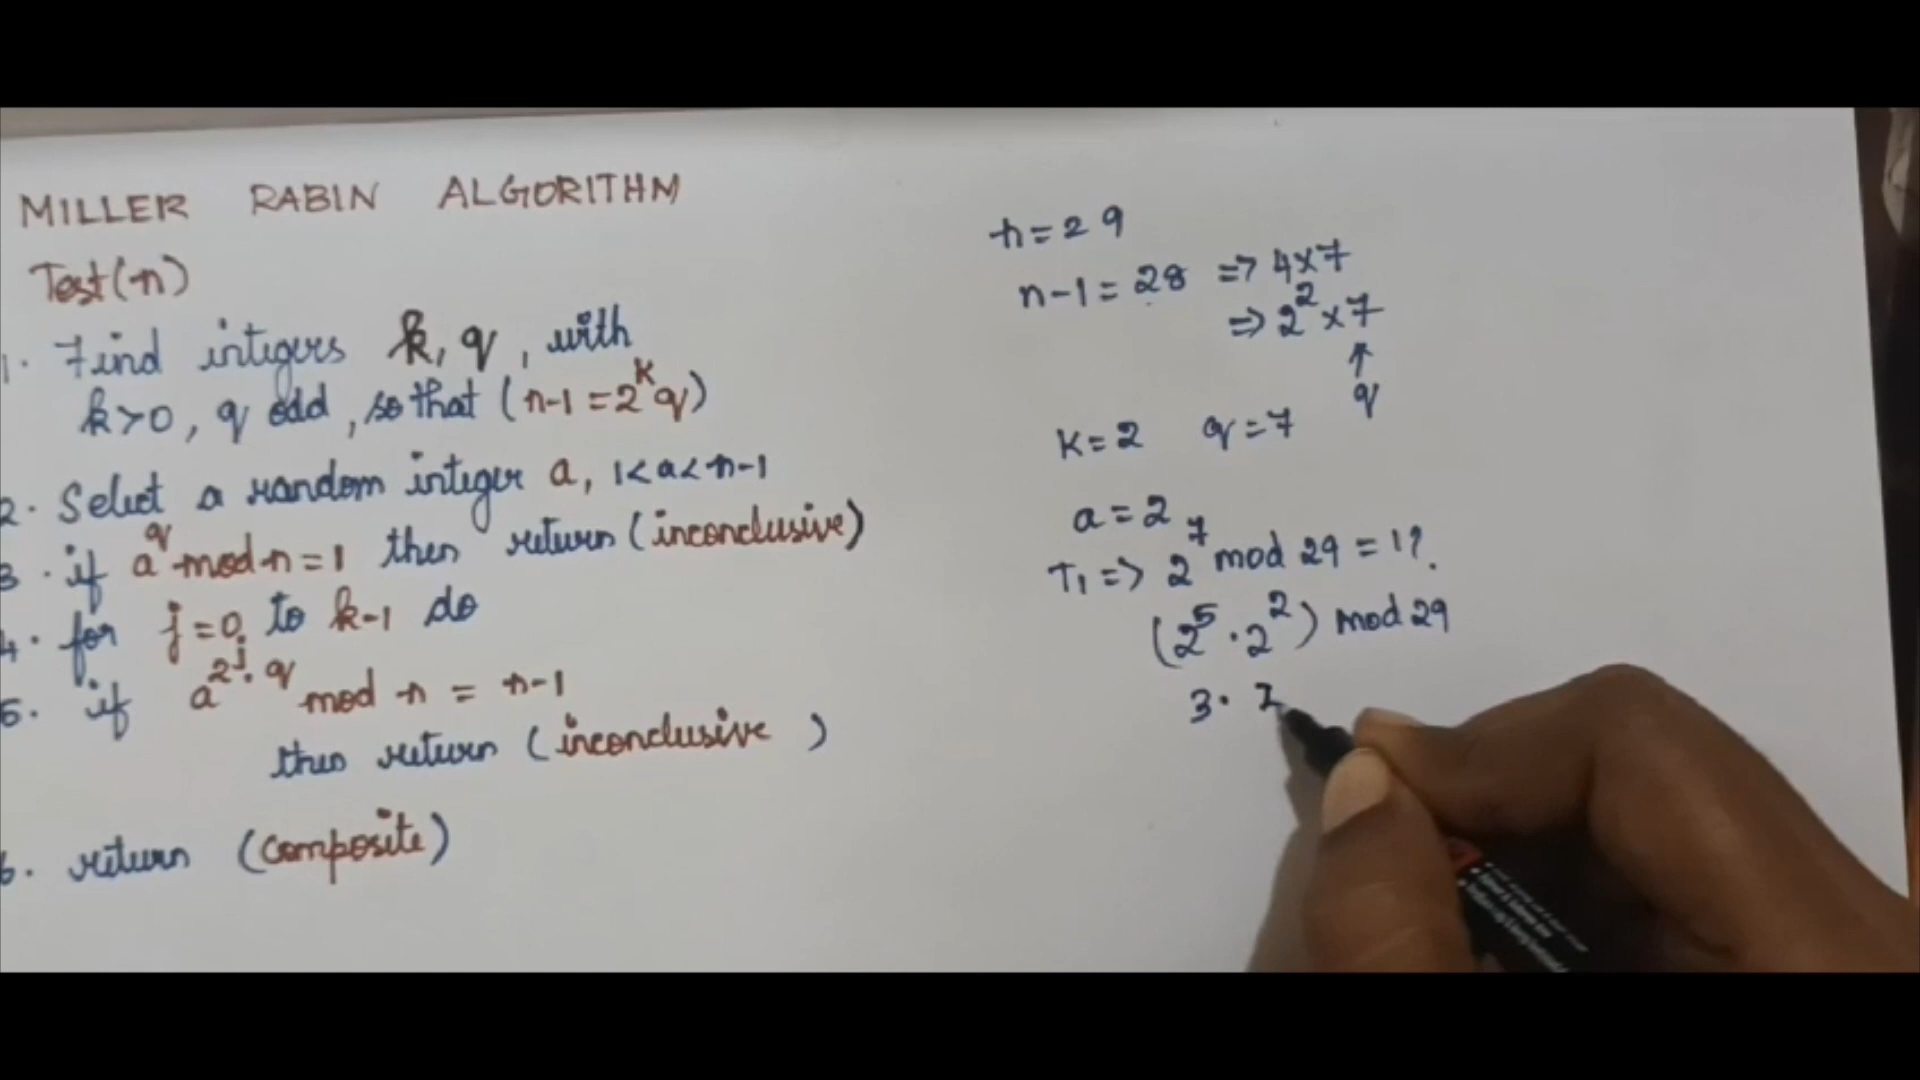 MILLER RABIN ALGORITHM
Test(n)
1. Find integers k, q, with
k>0, q odd, so that (n-1=2^k q)
2. Select a random integer a, 1<a<n-1
3. if a^q mod n = 1 then return (inconclusive)
4. for j=0 to k-1 do
5. if a^2^j.q mod n = n-1
then return (inconclusive)
6. return (composite)
n=29
n-1=28 => 4x7
=> 2^2x7
↑
q
K=2 q=7
a=2
T1 => 2^7 mod 29 = 1?.
(2^5.2^2) mod 29
3.